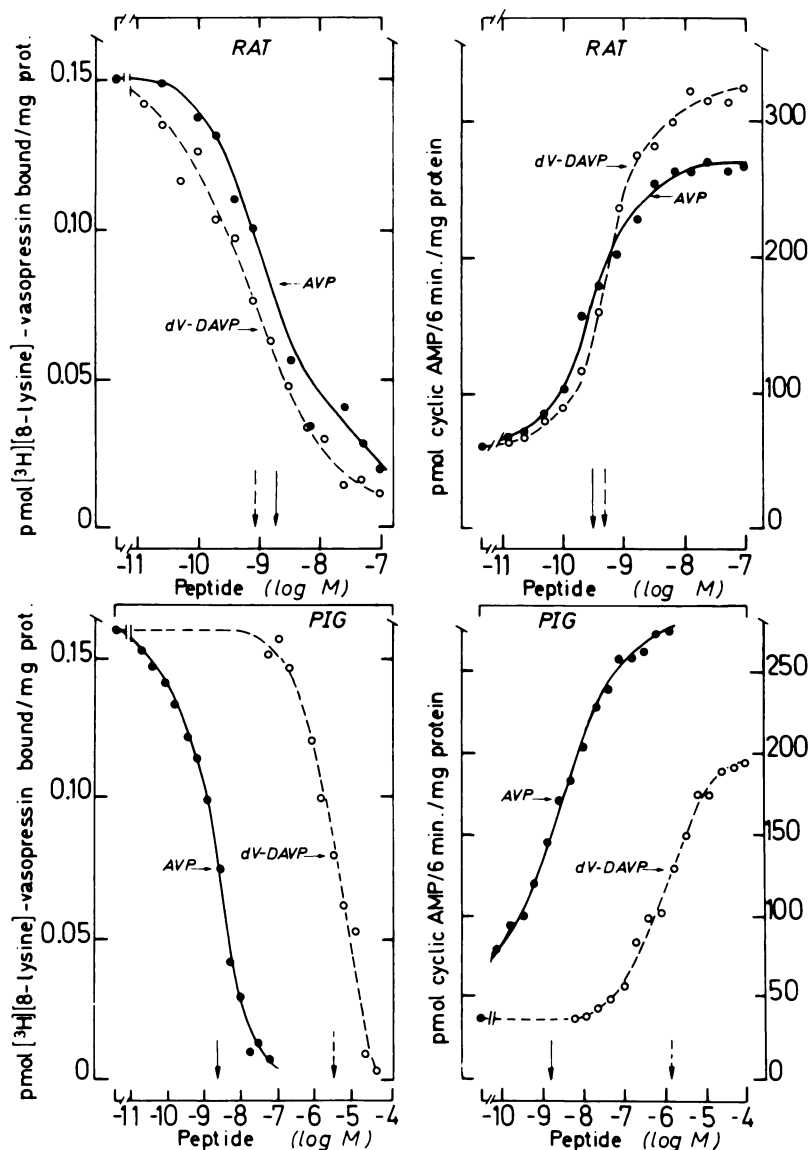 RAT
pmol [³H][8-lysine]-vasopressin bound/mg prot.
0.15
0.10
0.05
0
AVP
dV-DAVP
-11 -10 -9 -8 -7
Peptide (log M)
RAT
pmol cyclic AMP/6 min./mg protein
300
200
100
0
dV-DAVP
AVP
-11 -10 -9 -8 -7
Peptide (log M)
PIG
pmol [³H][8-lysine]-vasopressin bound/mg prot.
0.15
0.10
0.05
0
AVP
dV-DAVP
-11 -10 -9 -8 -7 -6 -5 -4
Peptide (log M)
PIG
pmol cyclic AMP/6 min./mg protein
250
200
150
100
50
0
AVP
dV-DAVP
-10 -9 -8 -7 -6 -5 -4
Peptide (log M)